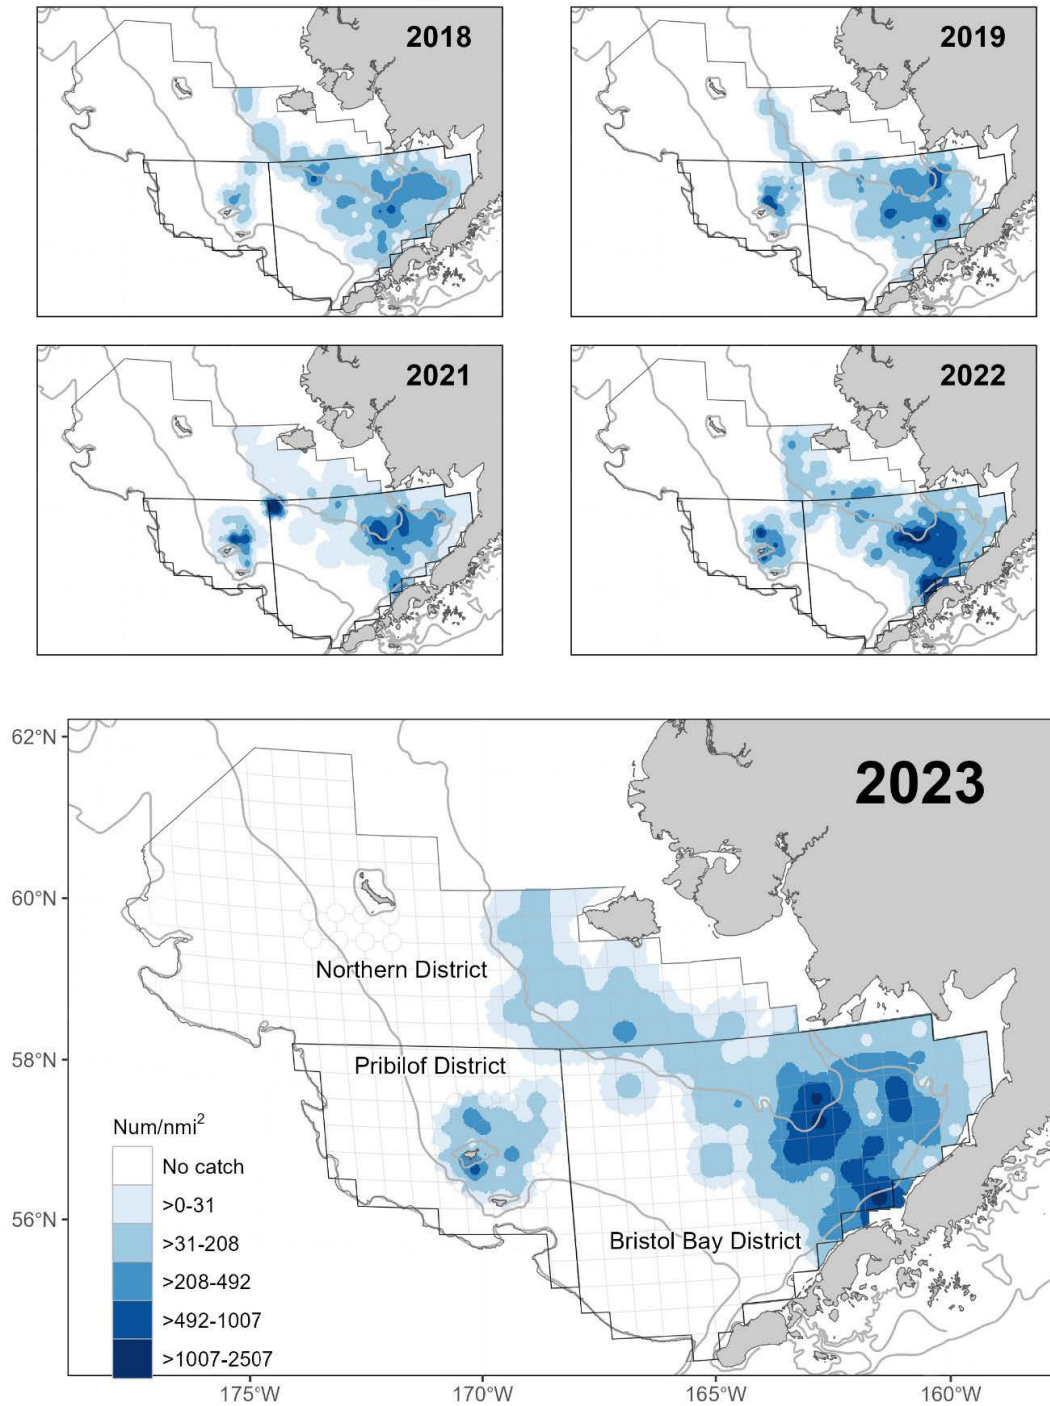 2018
2019
2021
2022
2023
62°N
60°N
58°N
56°N
Northern District
Pribilof District
Bristol Bay District
Num/nmi²
No catch
>0-31
>31-208
>208-492
>492-1007
>1007-2507
175°W
170°W
165°W
160°W